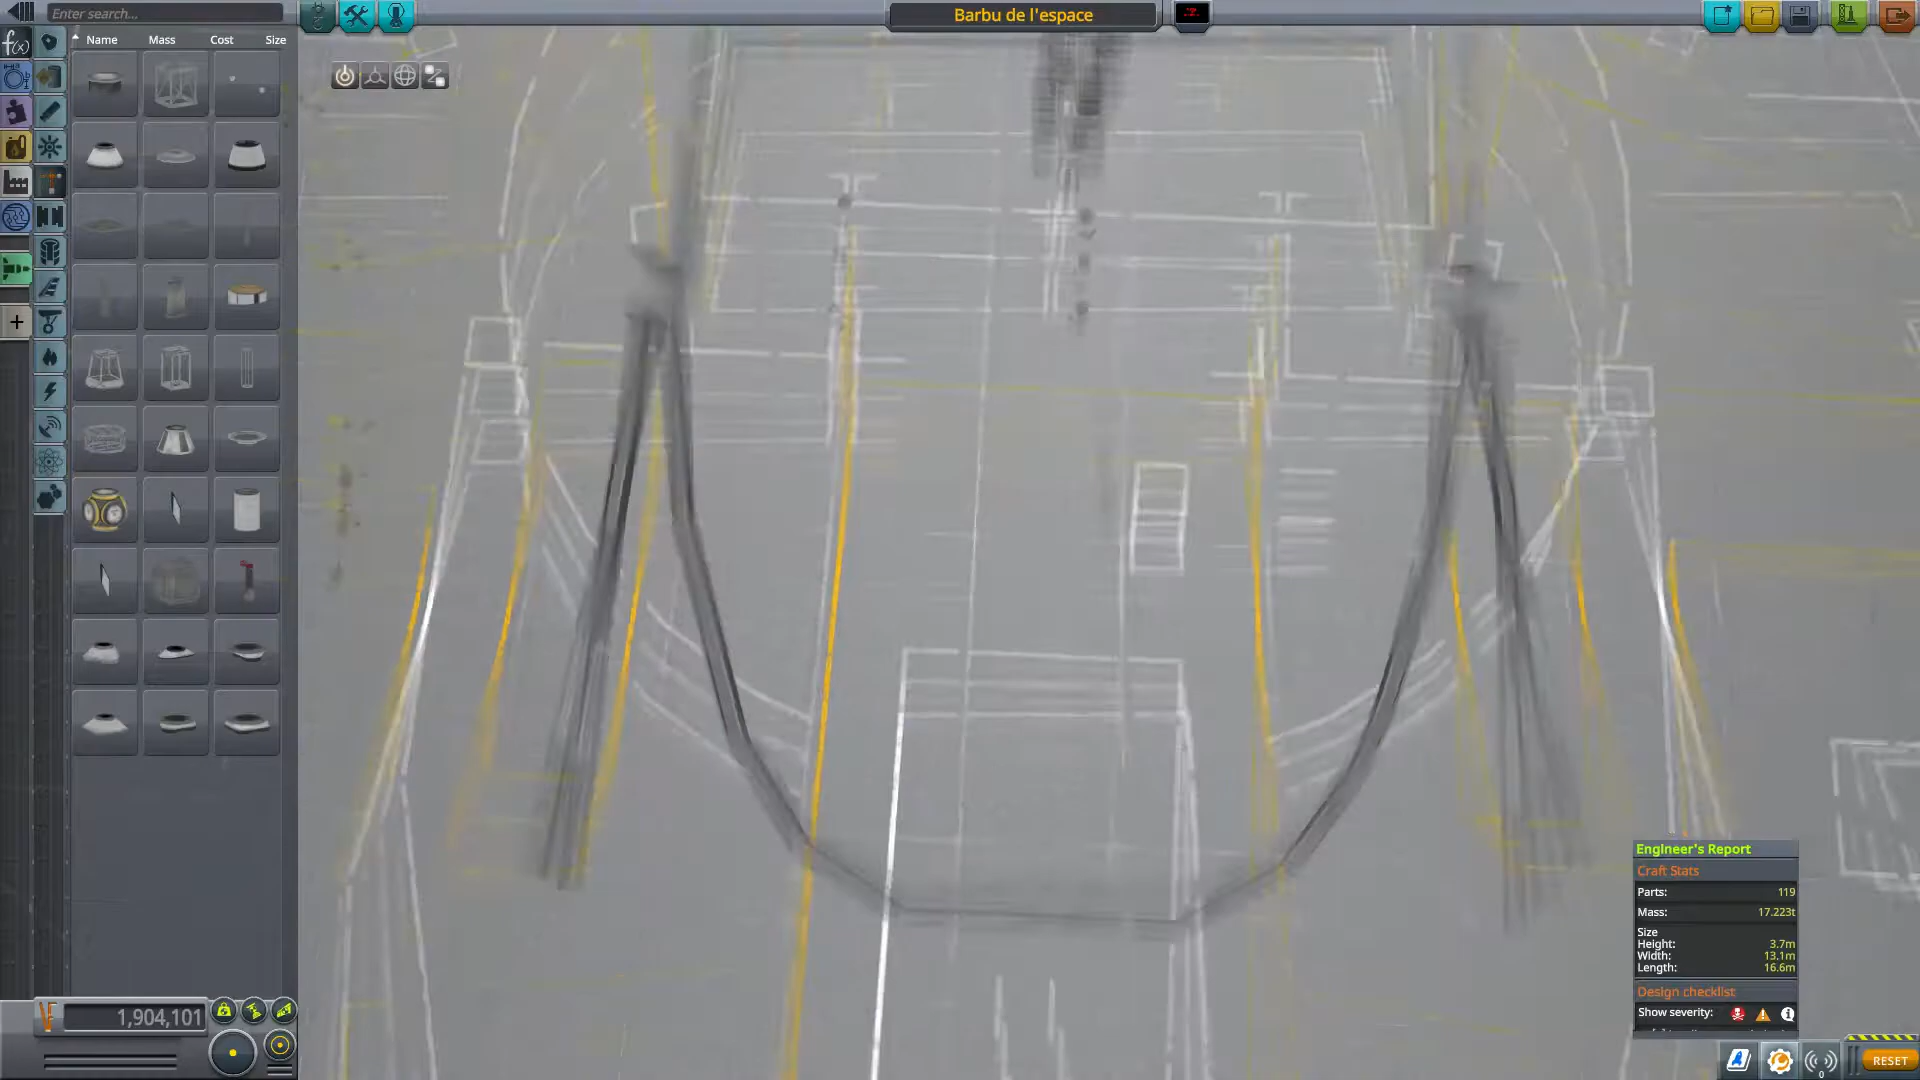 Enter search...
Barbu de l'espace
Name Mass Cost Size
f(x)
Engineer's Report
Craft Stats
Parts: 119
Mass: 17.223t
Size
Height: 3.7m
Width: 13.1m
Length: 16.6m
Design checklist
Show severity:
1,904,101
0
RESET